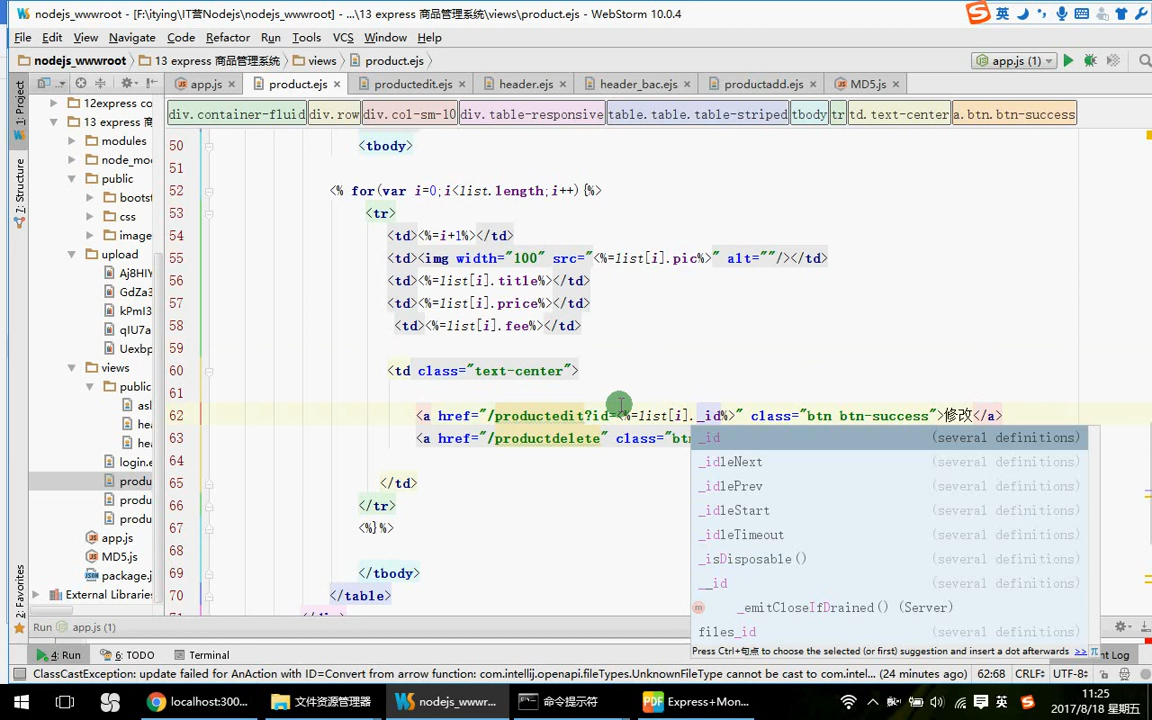 nodejs_wwwroot - [F:\itying\IT营Nodejs\nodejs_wwwroot] - ...\13 express 商品管理系统\views\product.ejs - WebStorm 10.0.4
英
File Edit View Navigate Code Refactor Run Tools VCS Window Help
nodejs_wwwroot 13 express 商品管理系统 views product.ejs
app.js (1)
app.js product.ejs productedit.ejs header.ejs header_bac.ejs productadd.ejs MD5.js
1: Project
7: Structure
2: Favorites
12express co
13 express 商
modules
node_mo
public
bootst
css
image
upload
Aj8HIY
GdZa3
kPmI3
qIU7a
Uexbp
views
public
asi
hea
hea
login.e
produ
produ
produ
app.js
MD5.js
package.j
External Libraries
div.container-fluid div.row div.col-sm-10 div.table-responsive table.table.table-striped tbody tr td.text-center a.btn.btn-success
50 <tbody>
51
52 <% for(var i=0;i<list.length;i++){%>
53 <tr>
54 <td><%=i+1%></td>
55 <td><img width="100" src="<%=list[i].pic%>" alt=""/></td>
56 <td><%=list[i].title%></td>
57 <td><%=list[i].price%></td>
58 <td><%=list[i].fee%></td>
59
60 <td class="text-center">
61
62 <a href="/productedit?id=<%=list[i]._id%>" class="btn btn-success">修改</a>
63 <a href="/productdelete" class="btn
64
65 </td>
66 </tr>
67 <%}%>
68
69 </tbody>
70 </table>
_id (several definitions)
_idleNext (several definitions)
_idlePrev (several definitions)
_idleStart (several definitions)
_idleTimeout (several definitions)
_isDisposable() (several definitions)
__id (several definitions)
m _emitCloseIfDrained() (Server)
files_id (several definitions)
Press Ctrl+句点 to choose the selected (or first) suggestion and insert a dot afterwards >> π
Run app.js (1)
4: Run 6: TODO Terminal
nt Log
ClassCastException: update failed for AnAction with ID=Convert from arrow function: com.intellij.openapi.fileTypes.UnknownFileType cannot be cast to com.intel... (24 minutes ago) 62:68 CRLF÷ UTF-8÷
localhost:300... 文件资源管理器 nodejs_wwwr... 命令提示符 Express+Mon...
英
11:25
2017/8/18 星期五